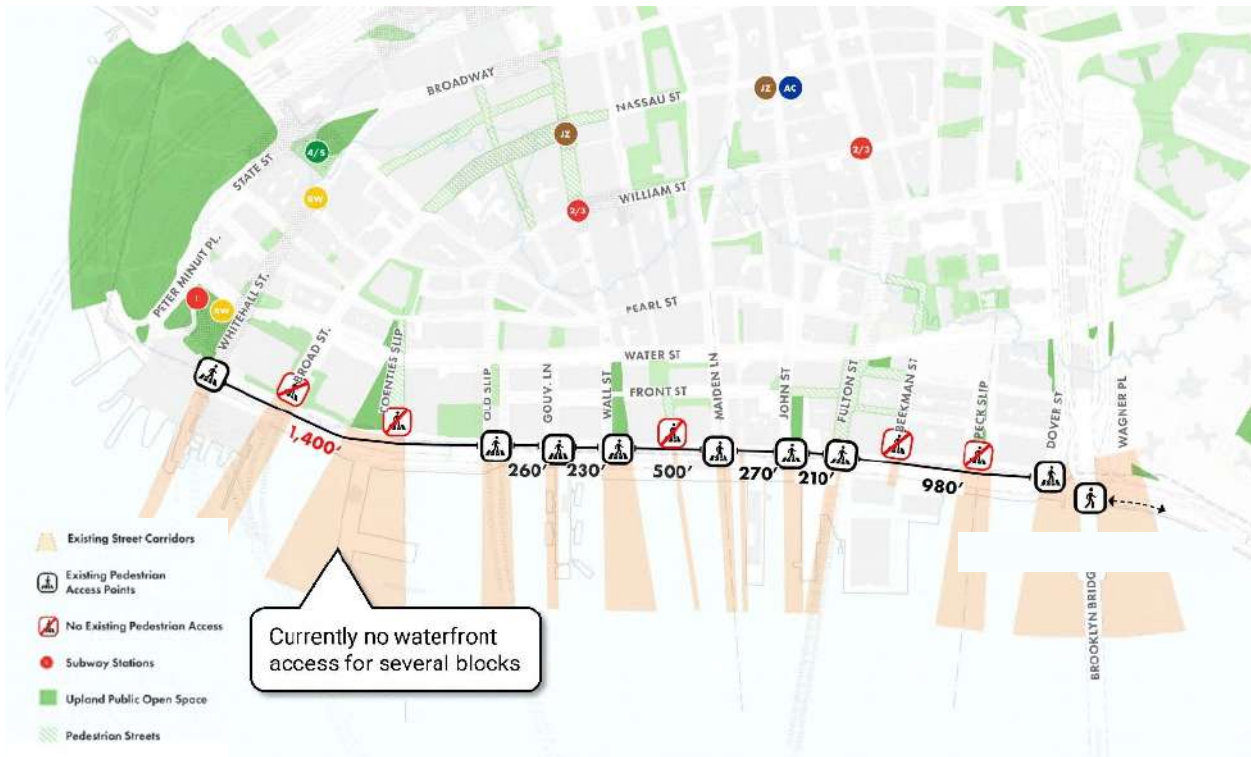 BROADWAY
NASSAU ST
JZ
AC
JZ
2/3
4/5
STATE ST
RW
WILLIAM ST
2/3
PETER MINUIT PL.
WHITEHALL ST.
1
RW
PEARL ST
BROAD ST.
COENTIES SLIP
WATER ST
OLD SLIP
GOUV. LN
WALL ST
FRONT ST
MAIDEN LN
JOHN ST
FULTON ST
BEEKMAN ST
PECK SLIP
DOVER ST
WAGNER PL
1,400'
260'
230'
500'
270'
210'
980'
Existing Street Corridors
Existing Pedestrian
Access Points
No Existing Pedestrian Access
Subway Stations
Upland Public Open Space
Pedestrian Streets
Currently no waterfront
access for several blocks
BROOKLYN BRIDG